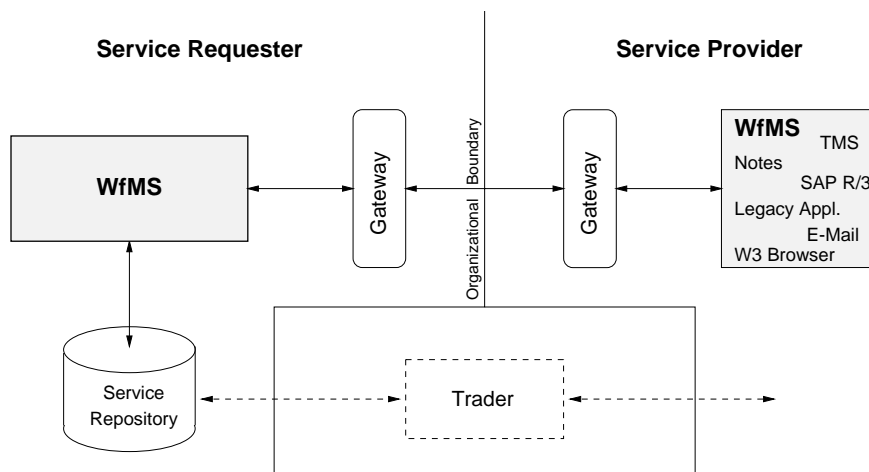 Service Requester
Service Provider
WfMS
Gateway
Organizational Boundary
Gateway
WfMS
TMS
Notes
SAP R/3
Legacy Appl.
E-Mail
W3 Browser
Service
Repository
Trader